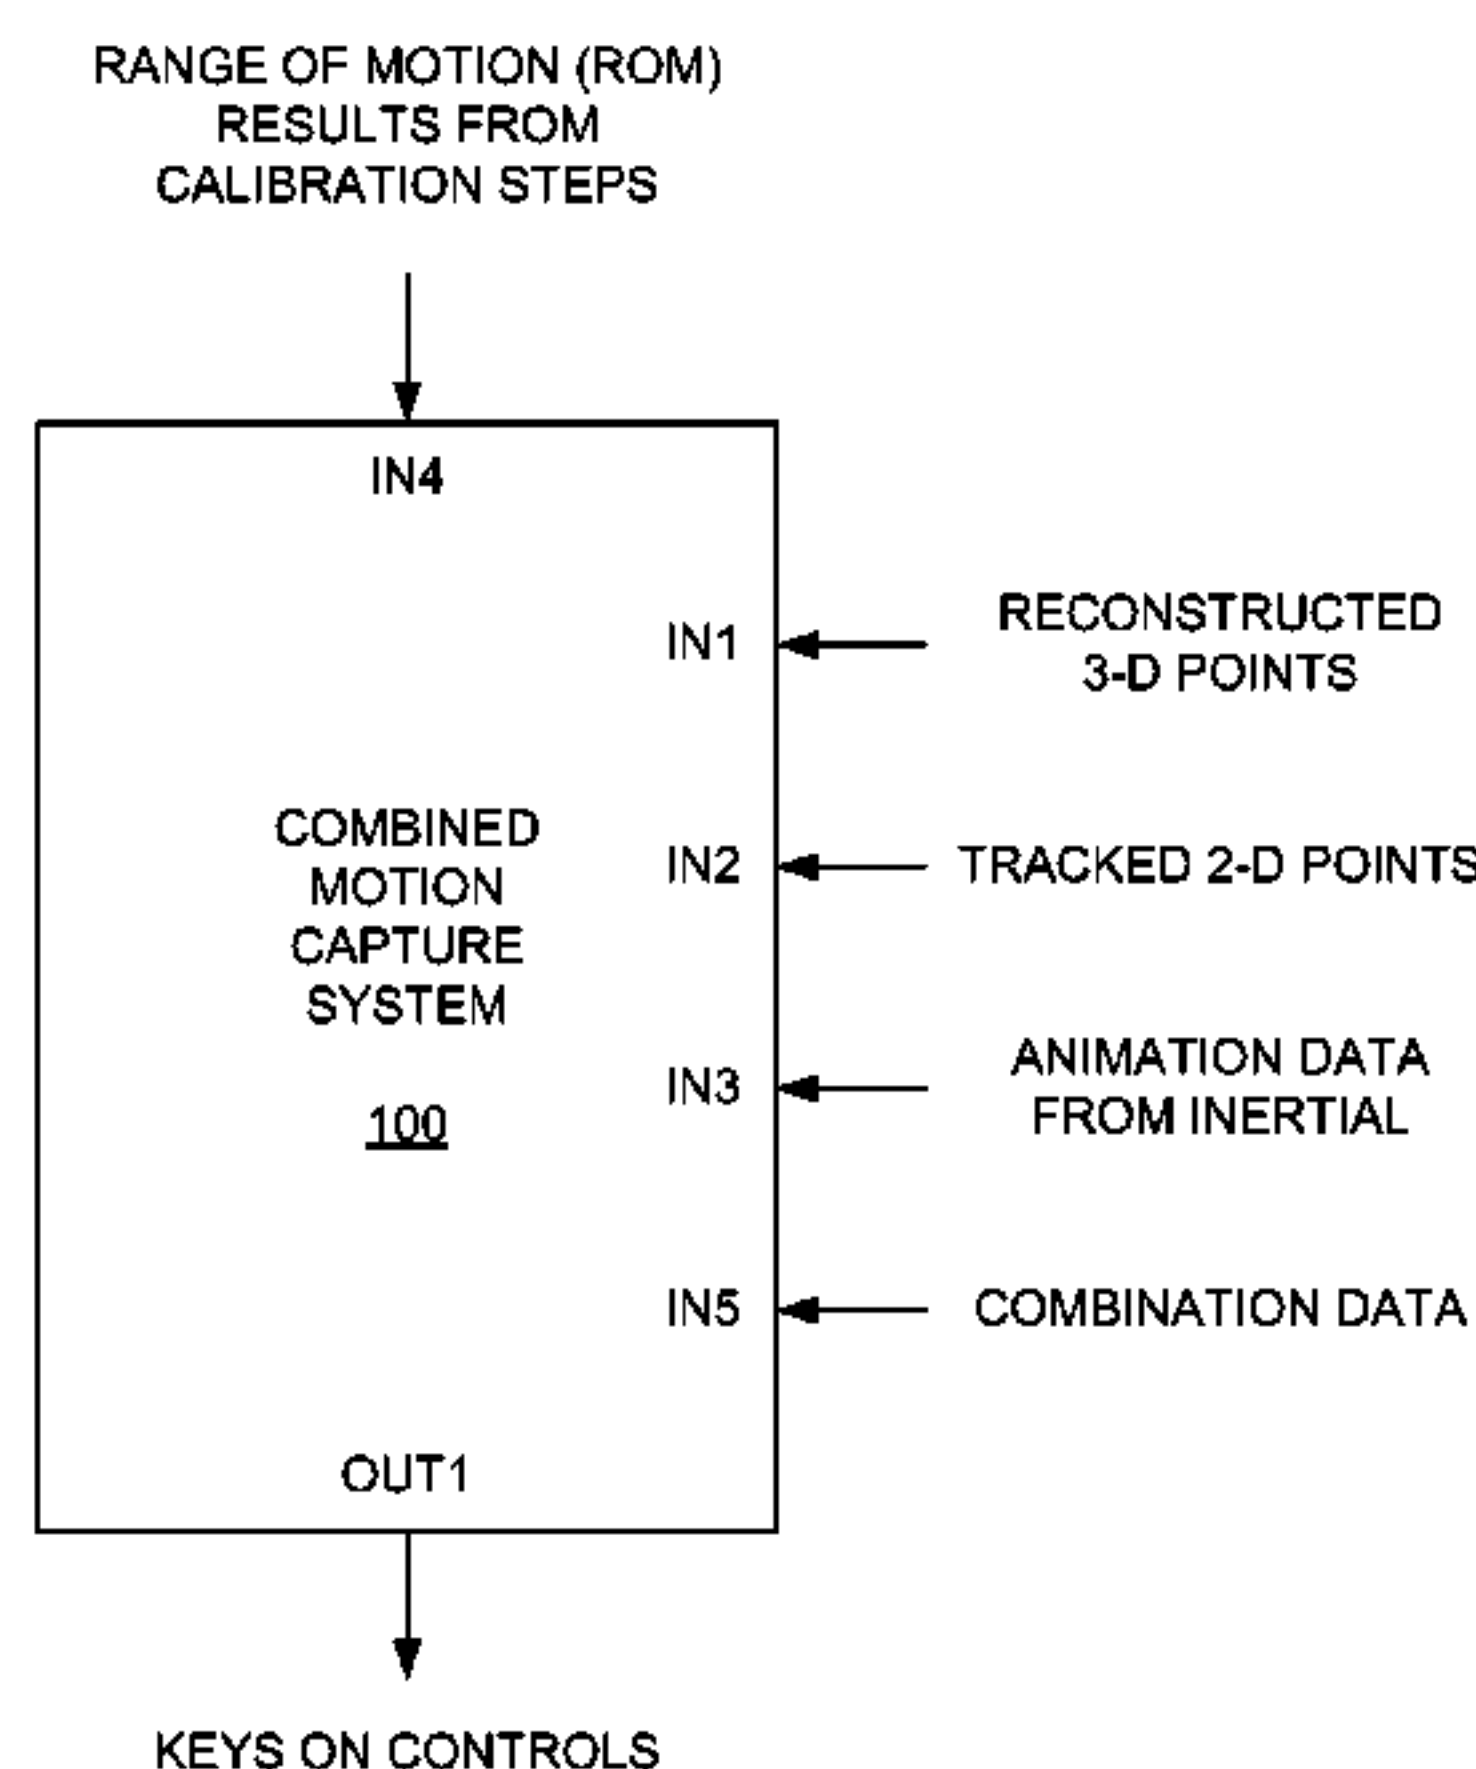 RANGE OF MOTION (ROM)
RESULTS FROM
CALIBRATION STEPS
IN4
IN1
RECONSTRUCTED
3-D POINTS
COMBINED
MOTION
CAPTURE
SYSTEM
100
IN2
TRACKED 2-D POINTS
IN3
ANIMATION DATA
FROM INERTIAL
IN5
COMBINATION DATA
OUT1
KEYS ON CONTROLS